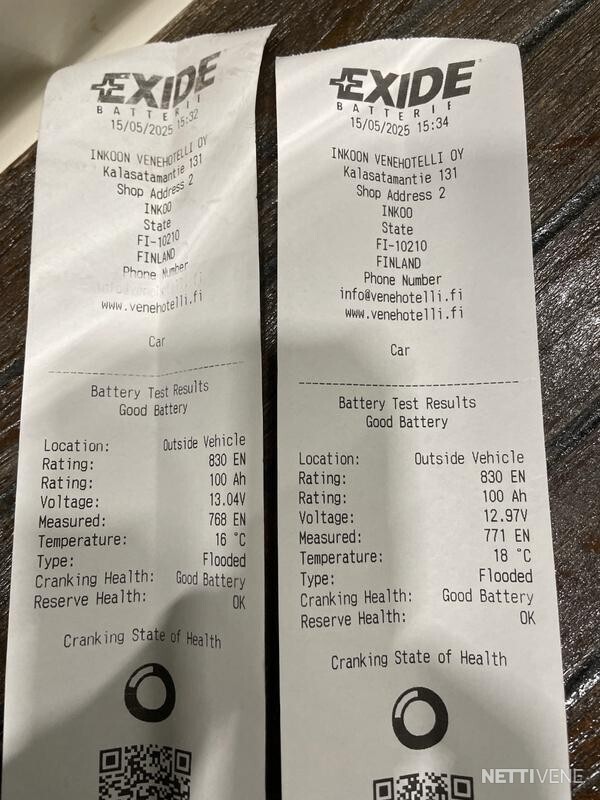 EXIDE
BATTERIE
15/05/2025 15:32
INKOON VENEHOTELLI OY
Kalasatamantie 131
Shop Address 2
INKOO
State
FI-10210
FINLAND
Phone Number
www.venehotelli.fi
Car
Battery Test Results
Good Battery
Location: Outside Vehicle
Rating: 830 EN
Rating: 100 Ah
Voltage: 13.04V
Measured: 768 EN
Temperature: 16 °C
Type: Flooded
Cranking Health: Good Battery
Reserve Health: OK
Cranking State of Health
EXIDE
BATTERIE
15/05/2025 15:34
INKOON VENEHOTELLI OY
Kalasatamantie 131
Shop Address 2
INKOO
State
FI-10210
FINLAND
Phone Number
info@venehotelli.fi
www.venehotelli.fi
Car
Battery Test Results
Good Battery
Location: Outside Vehicle
Rating: 830 EN
Rating: 100 Ah
Voltage: 12.97V
Measured: 771 EN
Temperature: 18 °C
Type: Flooded
Cranking Health: Good Battery
Reserve Health: OK
Cranking State of Health
NETTIVENE